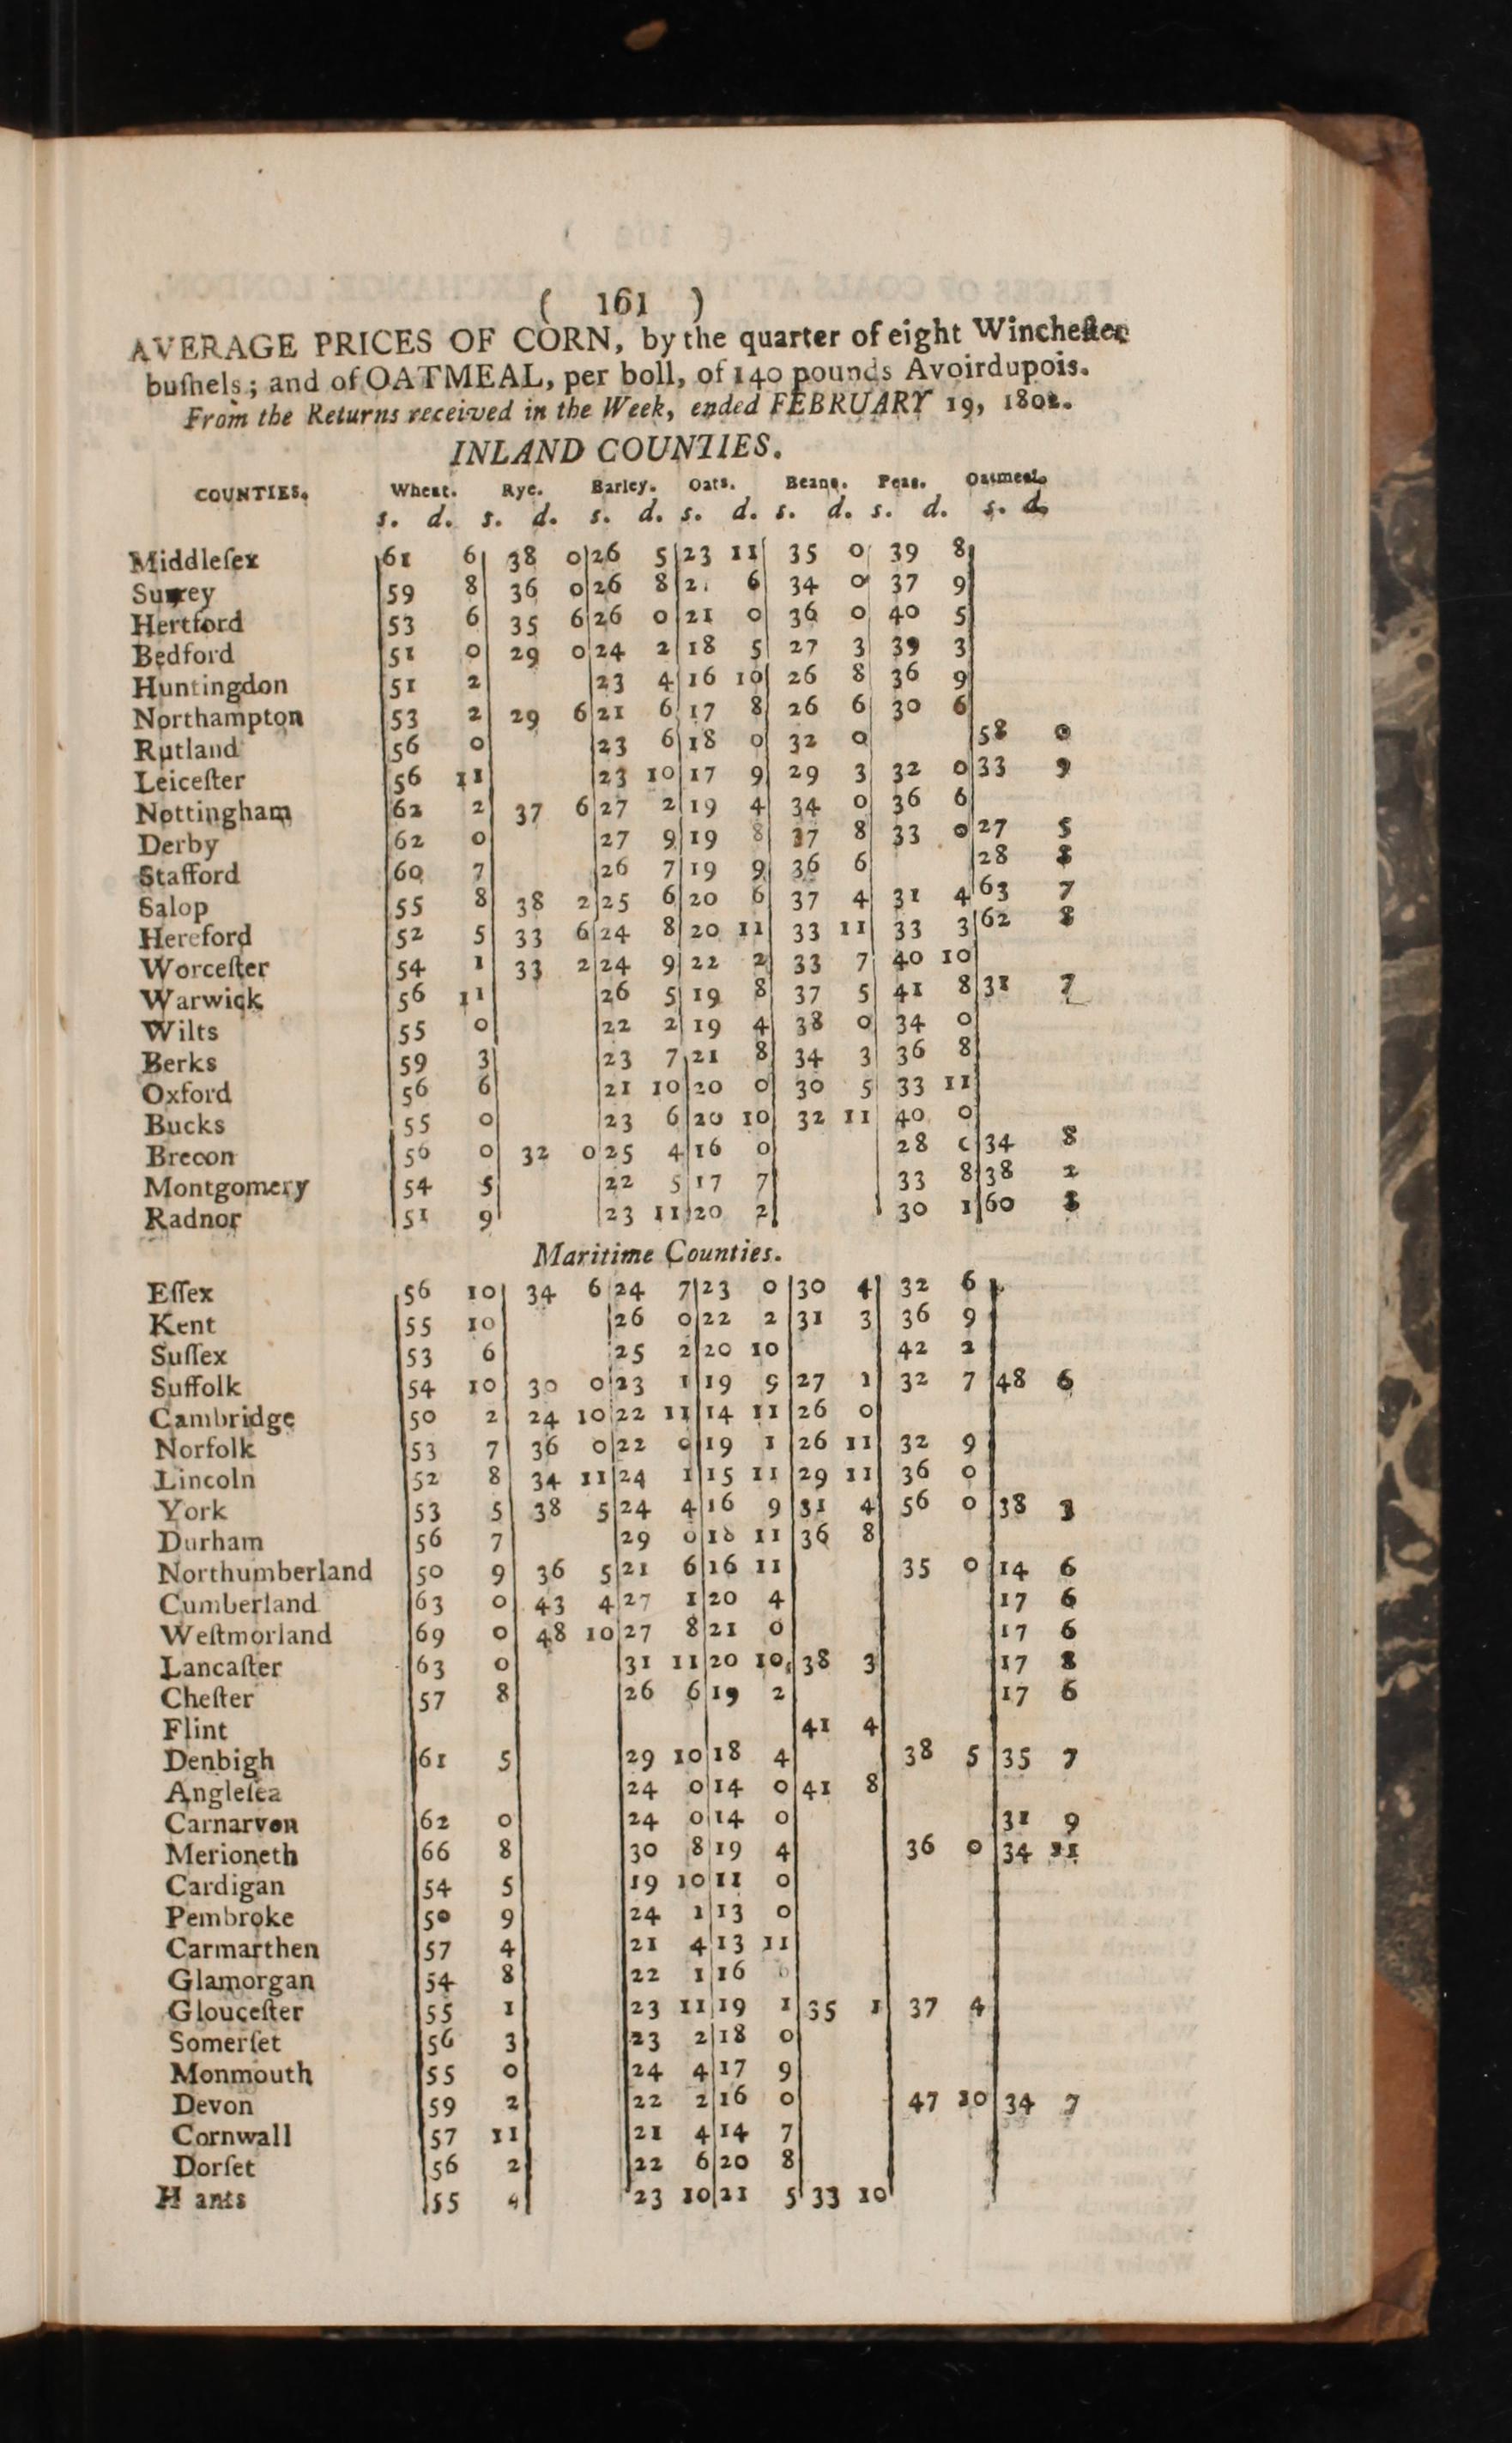 ( 161 )
AVERAGE PRICES OF CORN, by the quarter of eight Wincheſter
buſhels; and of OATMEAL, per boll, of 140 pounds Avoirdupois.
From the Returns received in the Week, ended FEBRUARY 19, 1802.
INLAND COUNTIES.
COUNTIES. Wheat. Rye. Barley. Oats. Beans. Peas. Oatmeal.
s. d. s. d. s. d. s. d. s. d. s. d. s. d.
Middleſex 61 6 38 0 26 5 23 11 35 0 39 8
Surrey 59 8 36 0 26 8 6 34 0 37 9
Hertford 53 6 35 6 26 0 21 0 36 0 40 5
Bedford 51 0 29 0 24 2 18 5 27 3 39 3
Huntingdon 51 2 23 4 16 10 26 8 36 9
Northampton 53 2 29 6 21 6 17 8 26 6 30 6
Rutland 56 0 23 6 18 0 32 0 58 0
Leiceſter 56 11 23 10 17 9 29 3 32 0 33 9
Nottingham 62 2 37 6 27 2 19 4 34 0 36 6
Derby 62 0 27 9 19 8 37 8 33 0 27 5
Stafford 60 7 26 7 19 9 36 6 28 8
Salop 55 8 38 2 25 6 20 6 37 4 31 4 63 7
Hereford 52 5 33 6 24 8 20 11 33 11 33 3 62 8
Worceſter 54 1 33 2 24 9 22 2 33 7 40 10
Warwick 56 11 26 5 19 8 37 5 41 8 31 7
Wilts 55 0 22 2 19 4 38 0 34 0
Berks 59 3 23 7 21 8 34 3 36 8
Oxford 56 6 21 10 20 0 30 5 33 11
Bucks 55 0 23 6 20 10 32 11 40 0
Brecon 56 0 32 0 25 4 16 0 28 0 34 8
Montgomery 54 5 22 5 17 7 33 8 38 2
Radnor 51 9 23 11 20 2 30 1 60
Maritime Counties.
Eſſex 56 10 34 6 24 7 23 0 30 4 32 6
Kent 55 10 26 0 22 2 31 3 36 9
Suſſex 53 6 25 2 20 10 42 2
Suffolk 54 10 30 0 23 1 19 9 27 1 32 7 48 6
Cambridge 50 2 24 10 22 11 14 11 26 0
Norfolk 53 7 36 0 22 0 19 1 26 11 32 9
Lincoln 52 8 34 11 24 1 15 11 29 11 36 0
York 53 5 38 5 24 4 16 9 31 4 56 0 38 3
Durham 56 7 29 0 18 11 36 8
Northumberland 50 9 36 5 21 6 16 11 35 0 14 6
Cumberland 63 0 43 4 27 1 20 4 17 6
Weſtmorland 69 0 48 10 27 8 21 0 17 6
Lancaſter 63 0 31 11 20 10 38 3 17 8
Cheſter 57 8 26 6 19 2 17 6
Flint 41 4
Denbigh 61 5 29 10 18 4 38 5 35 7
Angleſea 24 0 14 0 41 8
Carnarvon 62 0 24 0 14 0 31 9
Merioneth 66 8 30 8 19 4 36 0 34 11
Cardigan 54 5 19 10 11 0
Pembroke 50 9 24 1 13 0
Carmarthen 57 4 21 4 13 11
Glamorgan 54 8 22 1 16
Glouceſter 55 1 23 11 19 1 35 1 37 4
Somerſet 56 3 23 2 18 0
Monmouth 55 0 24 4 17 9
Devon 59 2 22 2 16 0 47 10 34 7
Cornwall 57 11 21 4 14 7
Dorſet 56 2 22 6 20 8
H ants 55 4 23 10 21 5 33 10